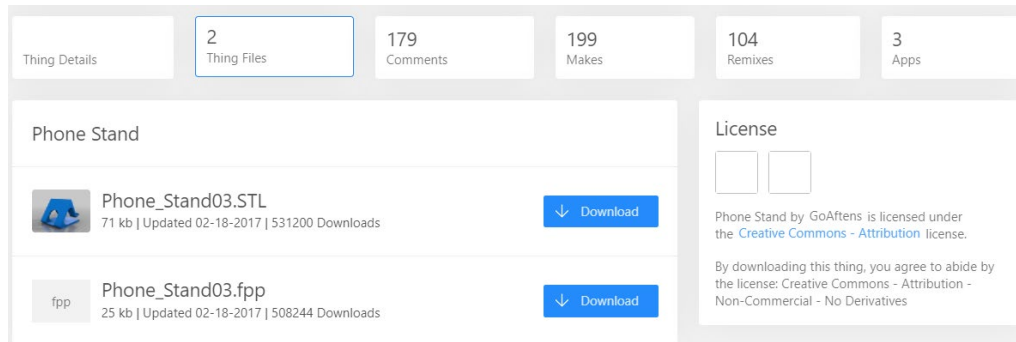 Thing Details
2
Thing Files
179
Comments
199
Makes
104
Remixes
3
Apps
Phone Stand
Phone_Stand03.STL
71 kb | Updated 02-18-2017 | 531200 Downloads
Download
fpp
Phone_Stand03.fpp
25 kb | Updated 02-18-2017 | 508244 Downloads
Download
License
Phone Stand by GoAftens is licensed under
the Creative Commons - Attribution license.
By downloading this thing, you agree to abide by
the license: Creative Commons - Attribution -
Non-Commercial - No Derivatives